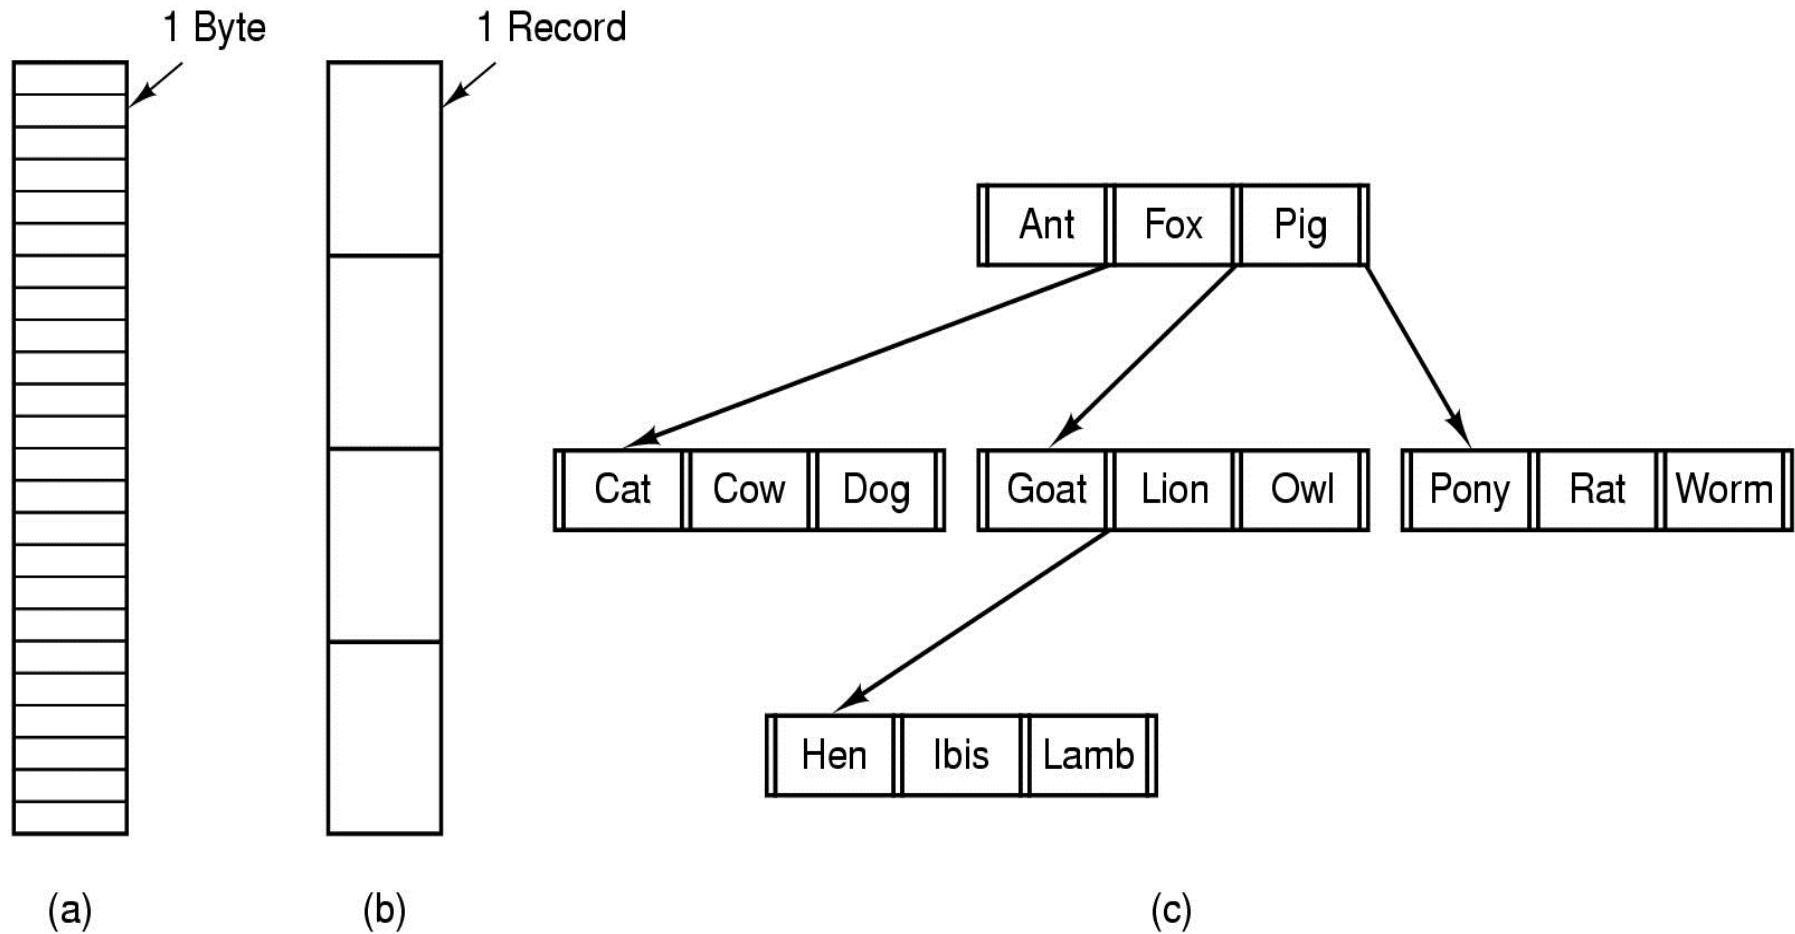 1 Byte
1 Record
Ant Fox Pig
Cat Cow Dog
Goat Lion Owl
Pony Rat Worm
Hen Ibis Lamb
(a)
(b)
(c)